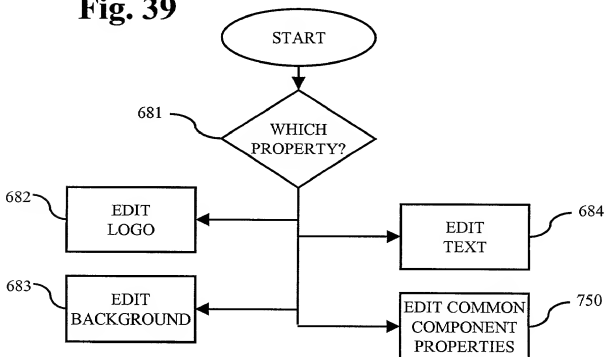 Fig. 39
START
681
WHICH
PROPERTY?
682
EDIT
LOGO
684
EDIT
TEXT
683
EDIT
BACKGROUND
750
EDIT COMMON
COMPONENT
PROPERTIES